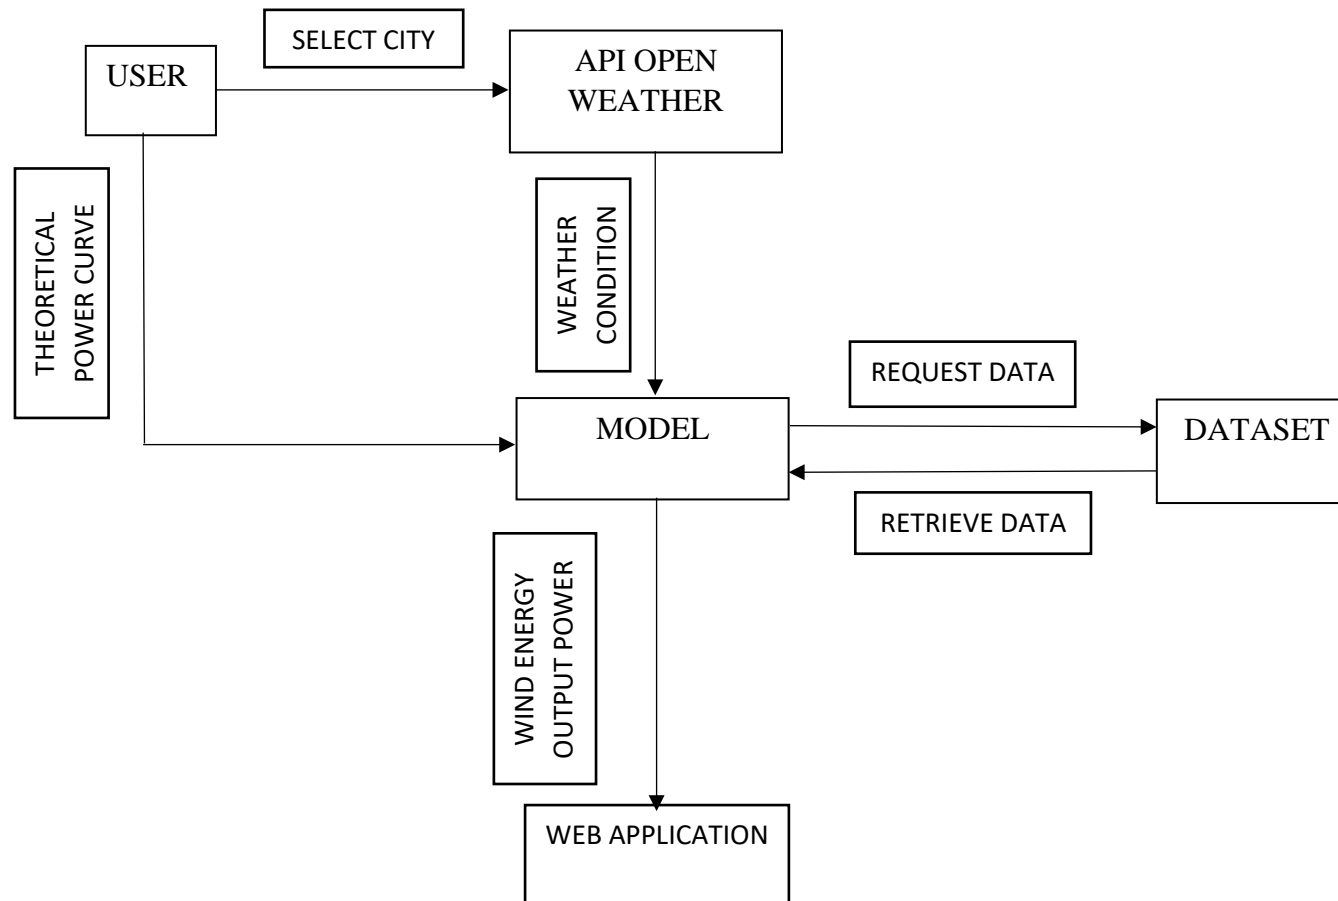 SELECT CITY
USER
API OPEN
WEATHER
THEORETICAL
POWER CURVE
WEATHER
CONDITION
REQUEST DATA
MODEL
DATASET
RETRIEVE DATA
WIND ENERGY
OUTPUT POWER
WEB APPLICATION